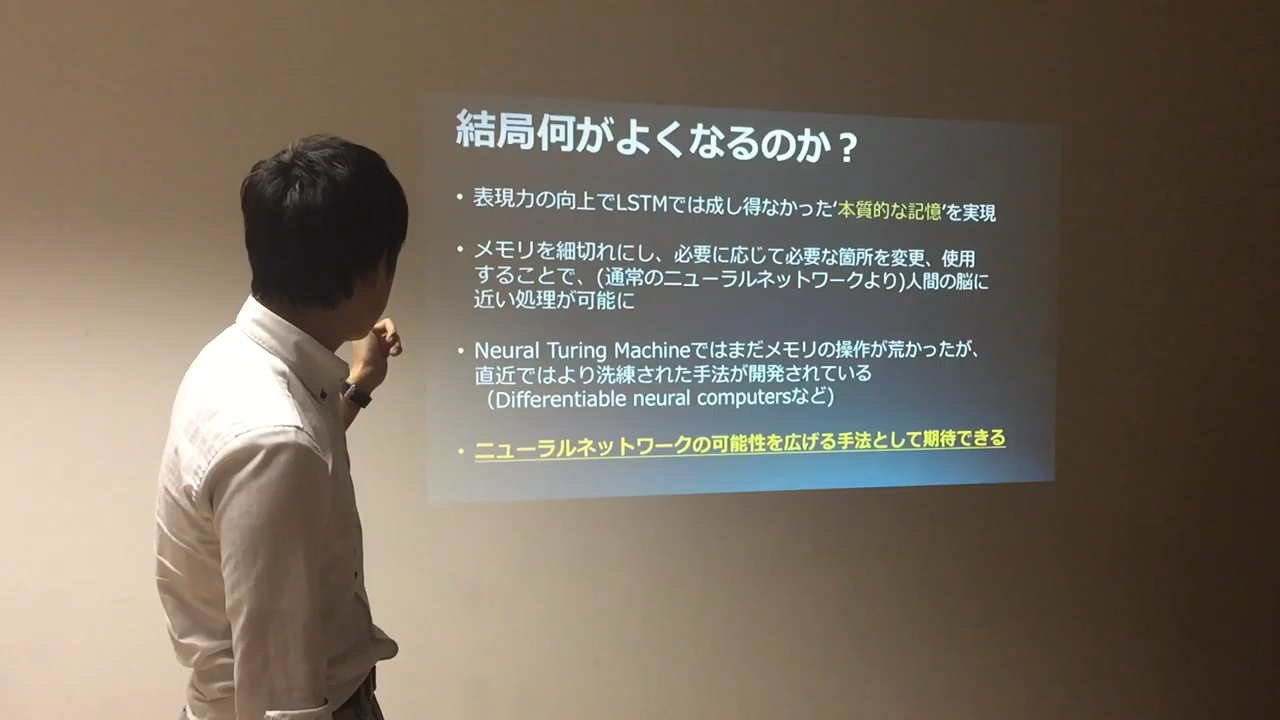 結局何がよくなるのか？
• 表現力の向上でLSTMでは成し得なかった‘本質的な記憶’を実現
• メモリを細切れにし、必要に応じて必要な箇所を変更、使用
することで、(通常のニューラルネットワークより)人間の脳に
近い処理が可能に
• Neural Turing Machineではまだメモリの操作が荒かったが、
直近ではより洗練された手法が開発されている
（Differentiable neural computersなど)
• ニューラルネットワークの可能性を広げる手法として期待できる